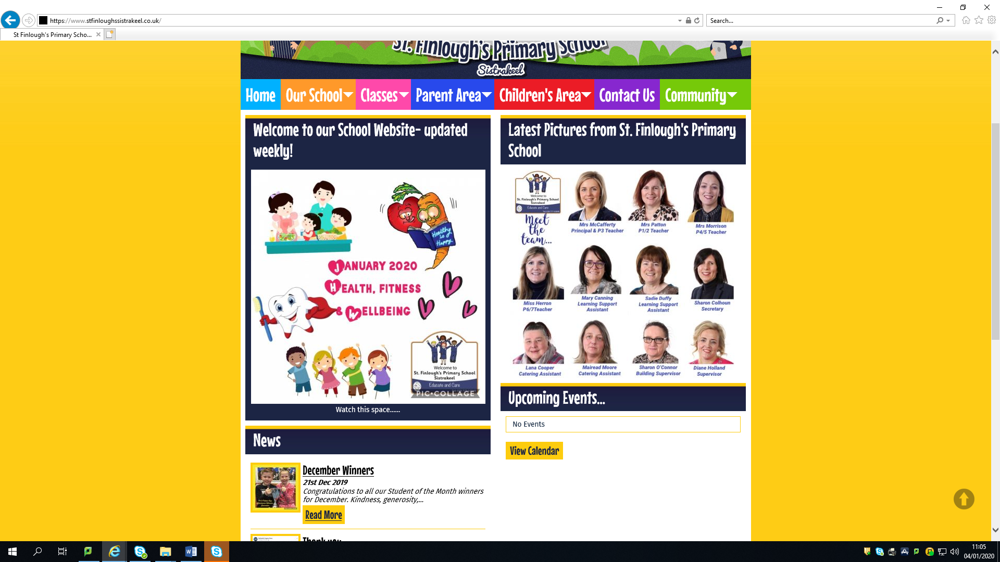 https://www.stfinloughssistrakeel.co.uk/
Search...
St Finlough's Primary Scho...
St. Finlough's Primary School
Sistrakeel
Home
Our School
Classes
Parent Area
Children's Area
Contact Us
Community
Welcome to our School Website- updated
weekly!
Healthy
is
Happy
JANUARY 2020
HEALTH, FITNESS
& WELLBEING
Welcome to
St. Finlough's Primary School
Sistrakeel
Educate and Care
PIC•COLLAGE
Watch this space......
News
December Winners
21st Dec 2019
Congratulations to all our Student of the Month winners
for December. Kindness, generosity,...
Read More
Thank you
Latest Pictures from St. Finlough's Primary
School
Welcome to
St. Finlough's Primary School
Sistrakeel
Educate and Care
Meet
the
team...
Mrs McCafferty
Principal & P3 Teacher
Mrs Patton
P1/2 Teacher
Mrs Morrison
P4/5 Teacher
Miss Herron
P6/7Teacher
Mary Canning
Learning Support
Assistant
Sadie Duffy
Learning Support
Assistant
Sharon Colhoun
Secretary
Lana Cooper
Catering Assistant
Mairead Moore
Catering Assistant
Sharon O'Connor
Building Supervisor
Diane Holland
Supervisor
Upcoming Events...
No Events
View Calendar
11:05
04/01/2020